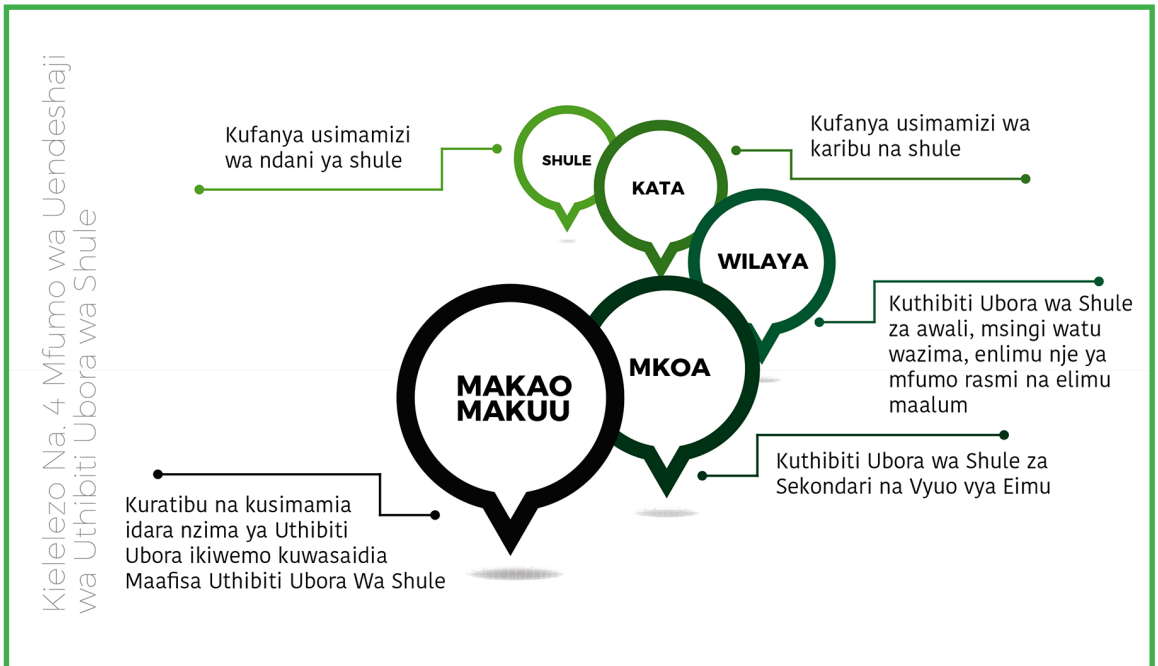 Kielelezo Na. 4 Mfumo wa Uendeshaji
wa Uthibiti Ubora wa Shule
Kufanya usimamizi
wa ndani ya shule
SHULE
KATA
Kufanya usimamizi wa
karibu na shule
WILAYA
Kuthibiti Ubora wa Shule
za awali, msingi watu
wazima, enlimu nje ya
mfumo rasmi na elimu
maalum
MKOA
Kuthibiti Ubora wa Shule za
Sekondari na Vyuo vya Eimu
MAKAO
MAKUU
Kuratibu na kusimamia
idara nzima ya Uthibiti
Ubora ikiwemo kuwasaidia
Maafisa Uthibiti Ubora Wa Shule